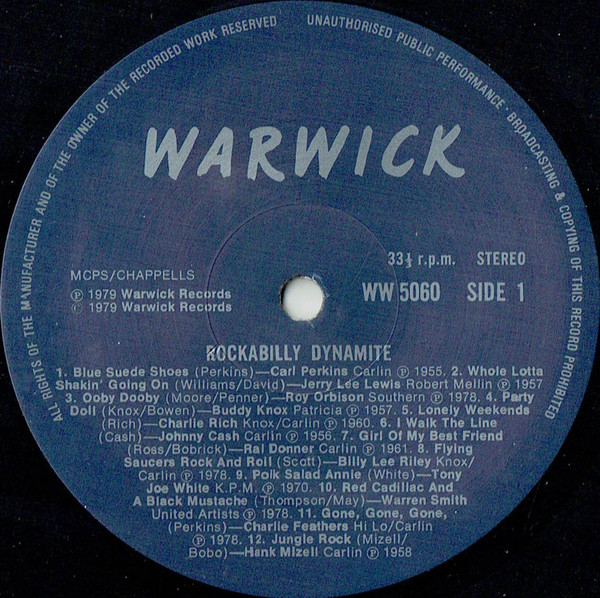 ALL RIGHTS OF THE MANUFACTURER AND OF THE OWNER OF THE RECORDED WORK RESERVED
UNAUTHORISED PUBLIC PERFORMANCE · BROADCASTING & COPYING OF THIS RECORD PROHIBITED
WARWICK
33⅓ r.p.m. STEREO
MCPS/CHAPPELLS
WW 5060 SIDE 1
℗ 1979 Warwick Records
© 1979 Warwick Records
ROCKABILLY DYNAMITE
1. Blue Suede Shoes (Perkins)—Carl Perkins Carlin ℗ 1955. 2. Whole Lotta
Shakin' Going On (Williams/David)—Jerry Lee Lewis Robert Mellin ℗ 1957
3. Ooby Dooby (Moore/Penner)—Roy Orbison Southern ℗ 1978. 4. Party
Doll (Knox/Bowen)—Buddy Knox Patricia ℗ 1957. 5. Lonely Weekends
(Rich)—Charlie Rich Knox/Carlin ℗ 1960. 6. I Walk The Line
(Cash)—Johnny Cash Carlin ℗ 1956. 7. Girl Of My Best Friend
(Ross/Bobrick)—Ral Donner Carlin ℗ 1961. 8. Flying
Saucers Rock And Roll (Scott)—Billy Lee Riley Knox/
Carlin ℗ 1978. 9. Polk Salad Annie (White)—Tony
Joe White K.P.M. ℗ 1970. 10. Red Cadillac And
A Black Mustache (Thompson/May)—Warren Smith
United Artists ℗ 1978. 11. Gone, Gone, Gone,
(Perkins)—Charlie Feathers Hi Lo/Carlin
℗ 1978. 12. Jungle Rock (Mizell/
Bobo)—Hank Mizell Carlin ℗ 1958